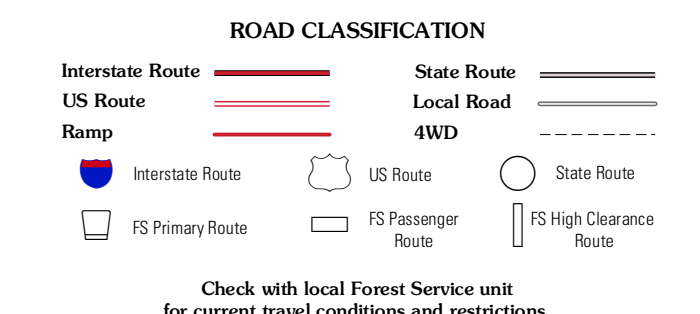 ROAD CLASSIFICATION
Interstate Route
State Route
US Route
Local Road
Ramp
4WD
Interstate Route
US Route
State Route
FS Primary Route
FS Passenger
Route
FS High Clearance
Route
Check with local Forest Service unit
for current travel conditions and restrictions